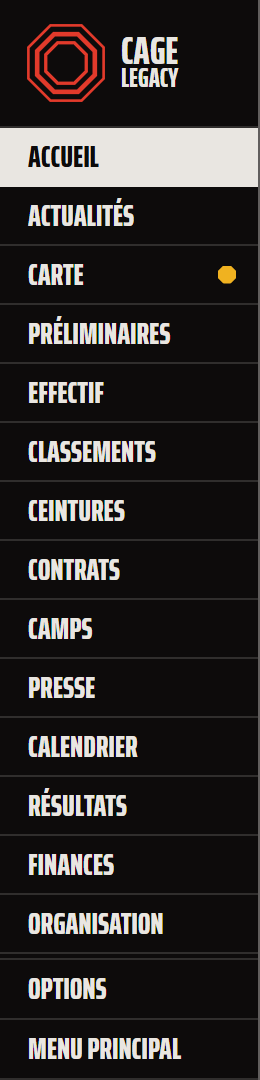 CAGE
LEGACY
ACCUEIL
ACTUALITÉS
CARTE
PRÉLIMINAIRES
EFFECTIF
CLASSEMENTS
CEINTURES
CONTRATS
CAMPS
PRESSE
CALENDRIER
RÉSULTATS
FINANCES
ORGANISATION
OPTIONS
MENU PRINCIPAL